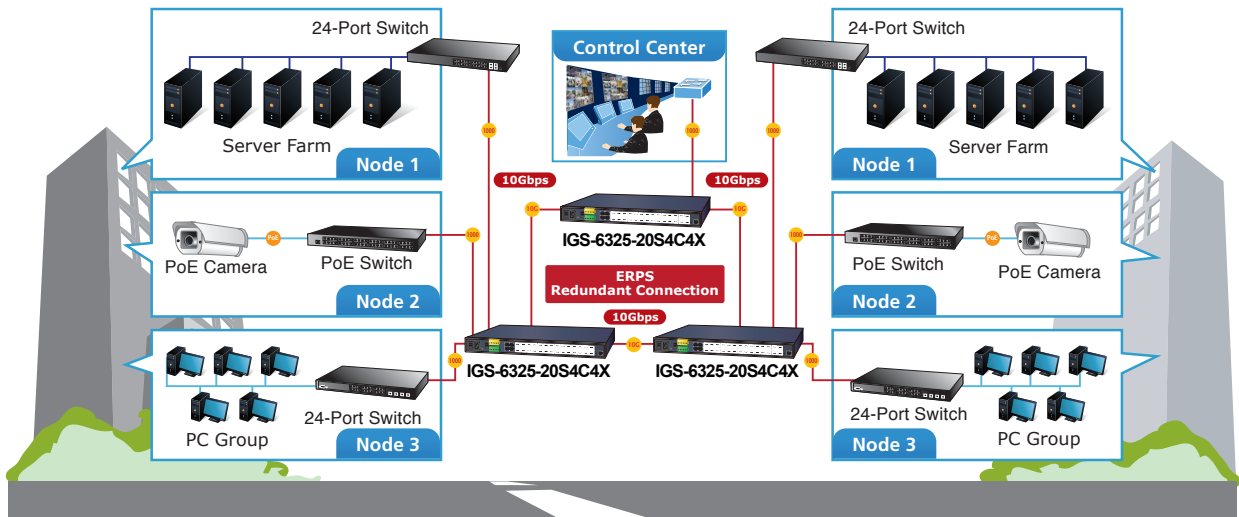 24-Port Switch
Server Farm
Node 1
1000
PoE Camera
PoE
PoE Switch
1000
Node 2
PC Group
24-Port Switch
1000
Node 3
Control Center
1000
10Gbps
10Gbps
10G
10G
IGS-6325-20S4C4X
ERPS
Redundant Connection
10Gbps
10G
IGS-6325-20S4C4X
IGS-6325-20S4C4X
24-Port Switch
Server Farm
Node 1
1000
PoE Switch
PoE
PoE Camera
1000
Node 2
24-Port Switch
PC Group
1000
Node 3